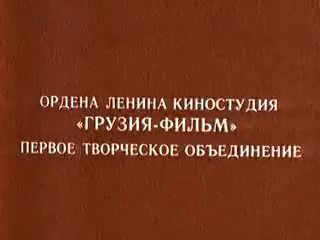 ОРДЕНА ЛЕНИНА КИНОСТУДИЯ
«ГРУЗИЯ-ФИЛЬМ»
ПЕРВОЕ ТВОРЧЕСКОЕ ОБЪЕДИНЕНИЕ